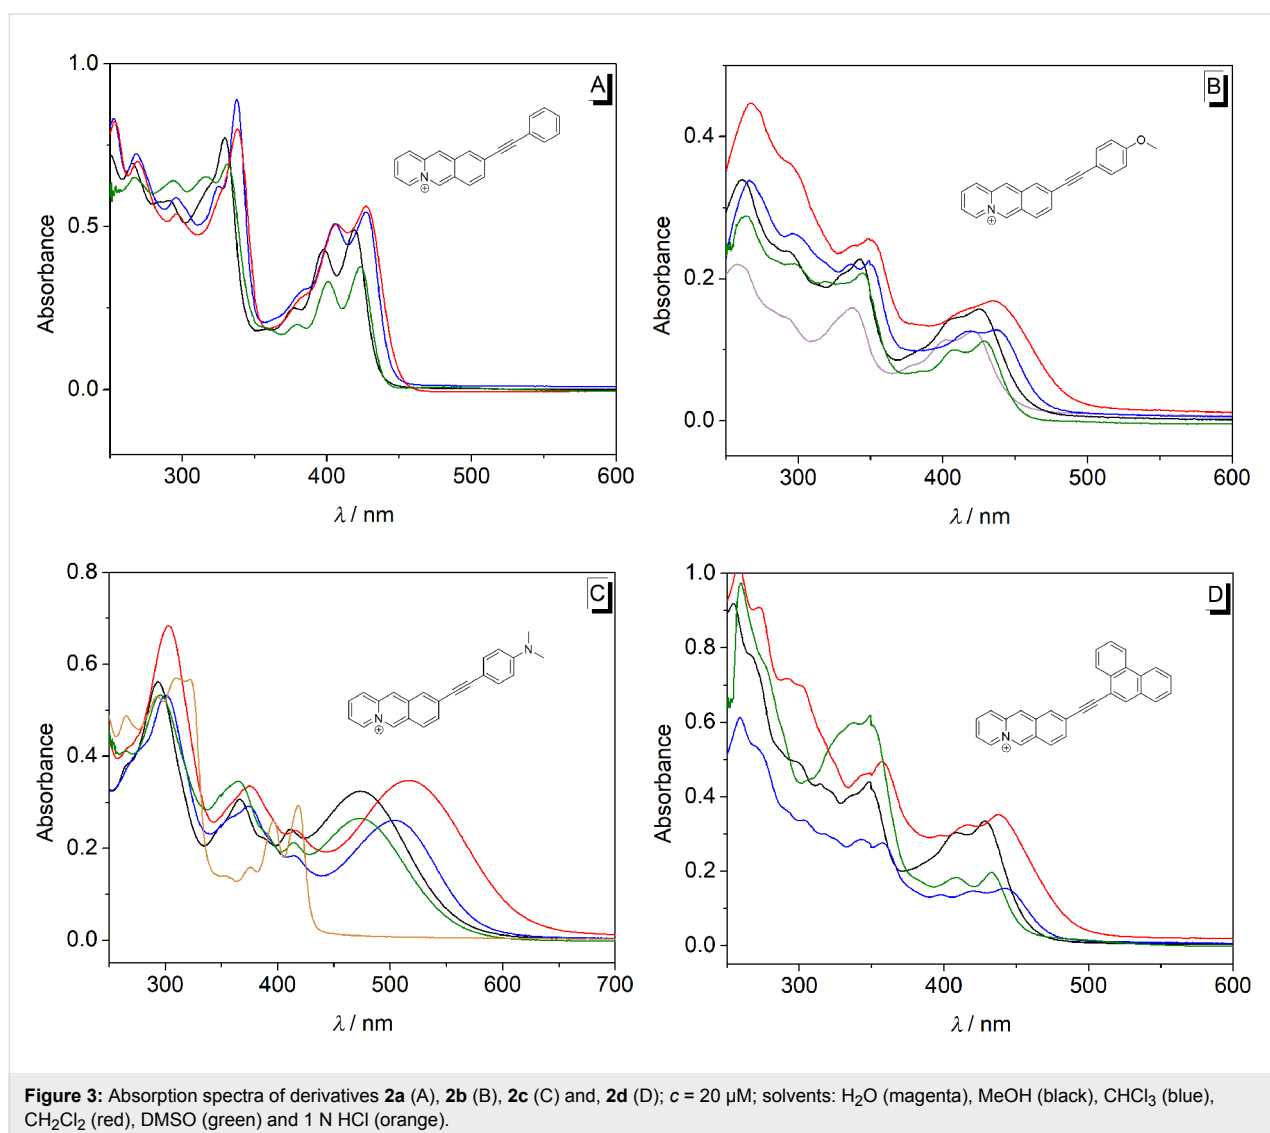 1.0
0.5
0.0
Absorbance
300 400 500 600
λ / nm
A
N
⊕
0.4
0.2
0.0
Absorbance
300 400 500 600
λ / nm
B
O
N
⊕
0.8
0.6
0.4
0.2
0.0
Absorbance
300 400 500 600 700
λ / nm
C
N
N
⊕
1.0
0.8
0.6
0.4
0.2
0.0
Absorbance
300 400 500 600
λ / nm
D
N
⊕
Figure 3: Absorption spectra of derivatives 2a (A), 2b (B), 2c (C) and, 2d (D); c = 20 µM; solvents: H₂O (magenta), MeOH (black), CHCl₃ (blue),
CH₂Cl₂ (red), DMSO (green) and 1 N HCl (orange).